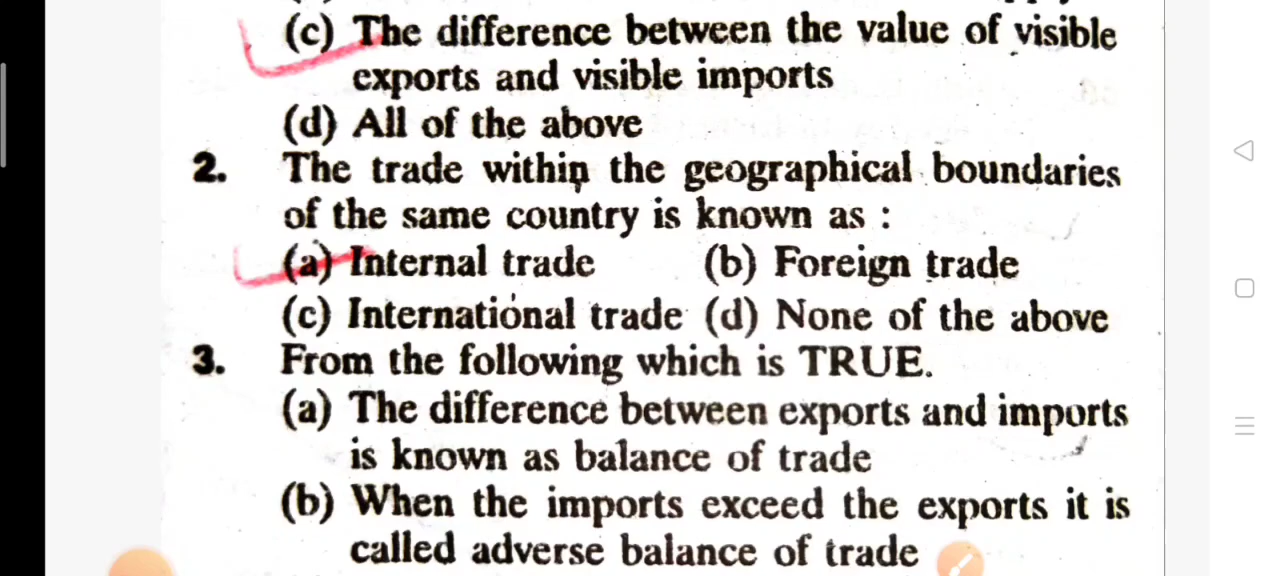 (c) The difference between the value of visible
exports and visible imports
(d) All of the above
2. The trade within the geographical boundaries
of the same country is known as :
(a) Internal trade (b) Foreign trade
(c) International trade (d) None of the above
3. From the following which is TRUE.
(a) The difference between exports and imports
is known as balance of trade
(b) When the imports exceed the exports it is
called adverse balance of trade